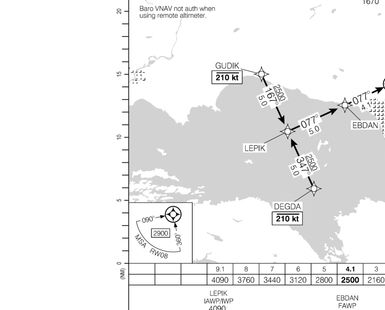 Baro VNAV not auth when
using remote altimeter.
1670
20
15
10
5
0
(NM)
GUDIK
210 kt
2500
167°
5.0
077°
4.1
077°
5.0
EBDAN
LEPIK
2500
347°
5.0
DEGDA
210 kt
090°
2900
360°
MSA RW08
9.1 8 7 6 5 4.1 3
4090 3760 3440 3120 2800 2500 2160
LEPIK
IAWP/IWP
4090
EBDAN
FAWP